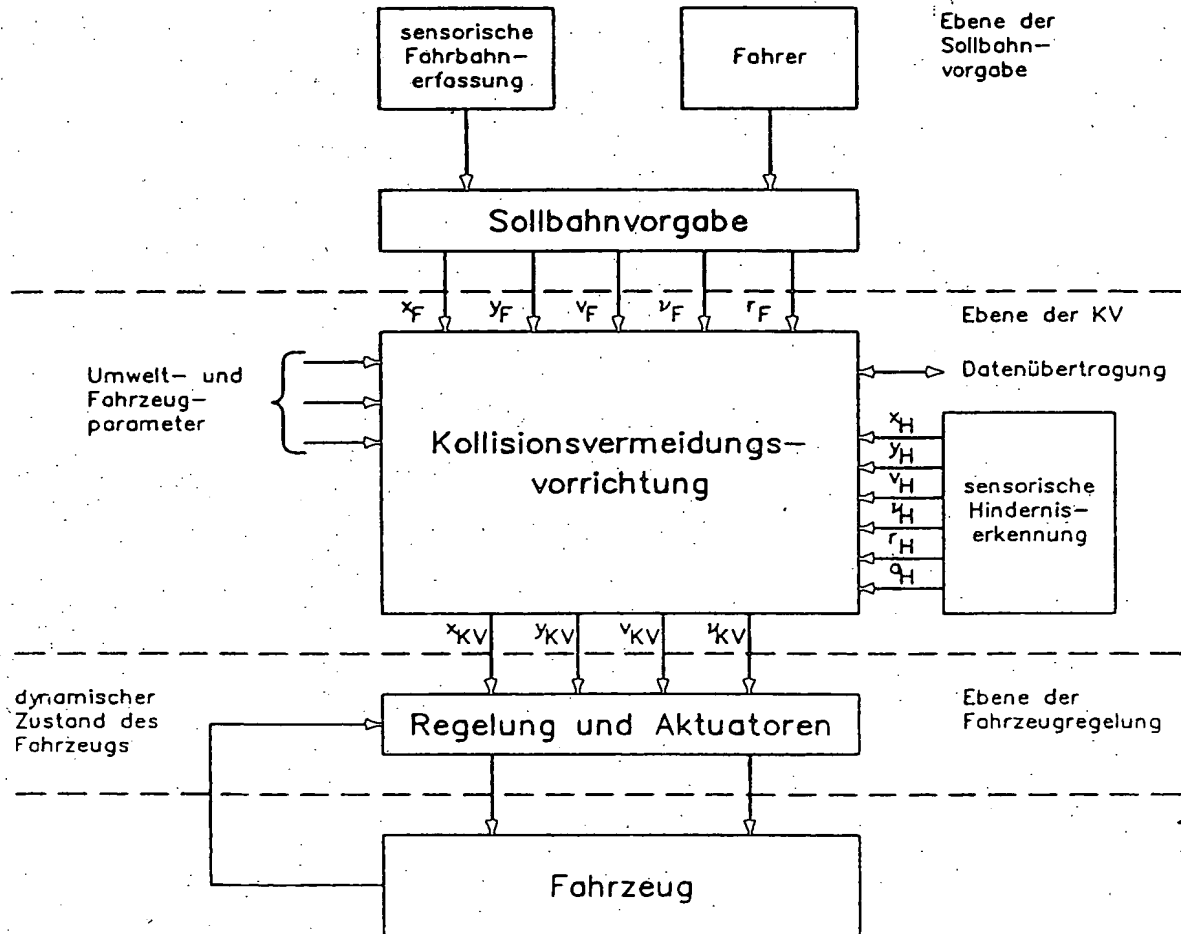 sensorische
Fahrbahn-
erfassung
Fahrer
Ebene der
Sollbahn-
vorgabe
Sollbahnvorgabe
x_F y_F v_F ν_F r_F
Ebene der KV
Umwelt- und
Fahrzeug-
parameter
Datenübertragung
Kollisionsvermeidungs-
vorrichtung
x_H
y_H
v_H
ν_H
r_H
a_H
sensorische
Hindernis-
erkennung
x_KV y_KV v_KV ν_KV
dynamischer
Zustand des
Fahrzeugs
Regelung und Aktuatoren
Ebene der
Fahrzeugregelung
Fahrzeug